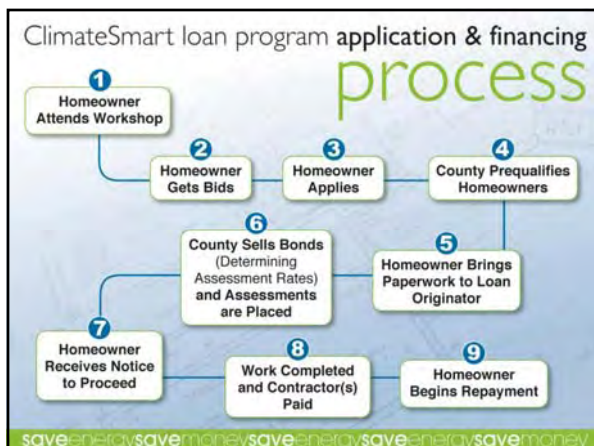 ClimateSmart loan program application & financing
process
1
Homeowner
Attends Workshop
2
Homeowner
Gets Bids
3
Homeowner
Applies
4
County Prequalifies
Homeowners
5
Homeowner Brings
Paperwork to Loan
Originator
6
County Sells Bonds
(Determining
Assessment Rates)
and Assessments
are Placed
7
Homeowner
Receives Notice
to Proceed
8
Work Completed
and Contractor(s)
Paid
9
Homeowner
Begins Repayment
saveenergysavemoneysaveenergysavemoneysaveenergysavemoney